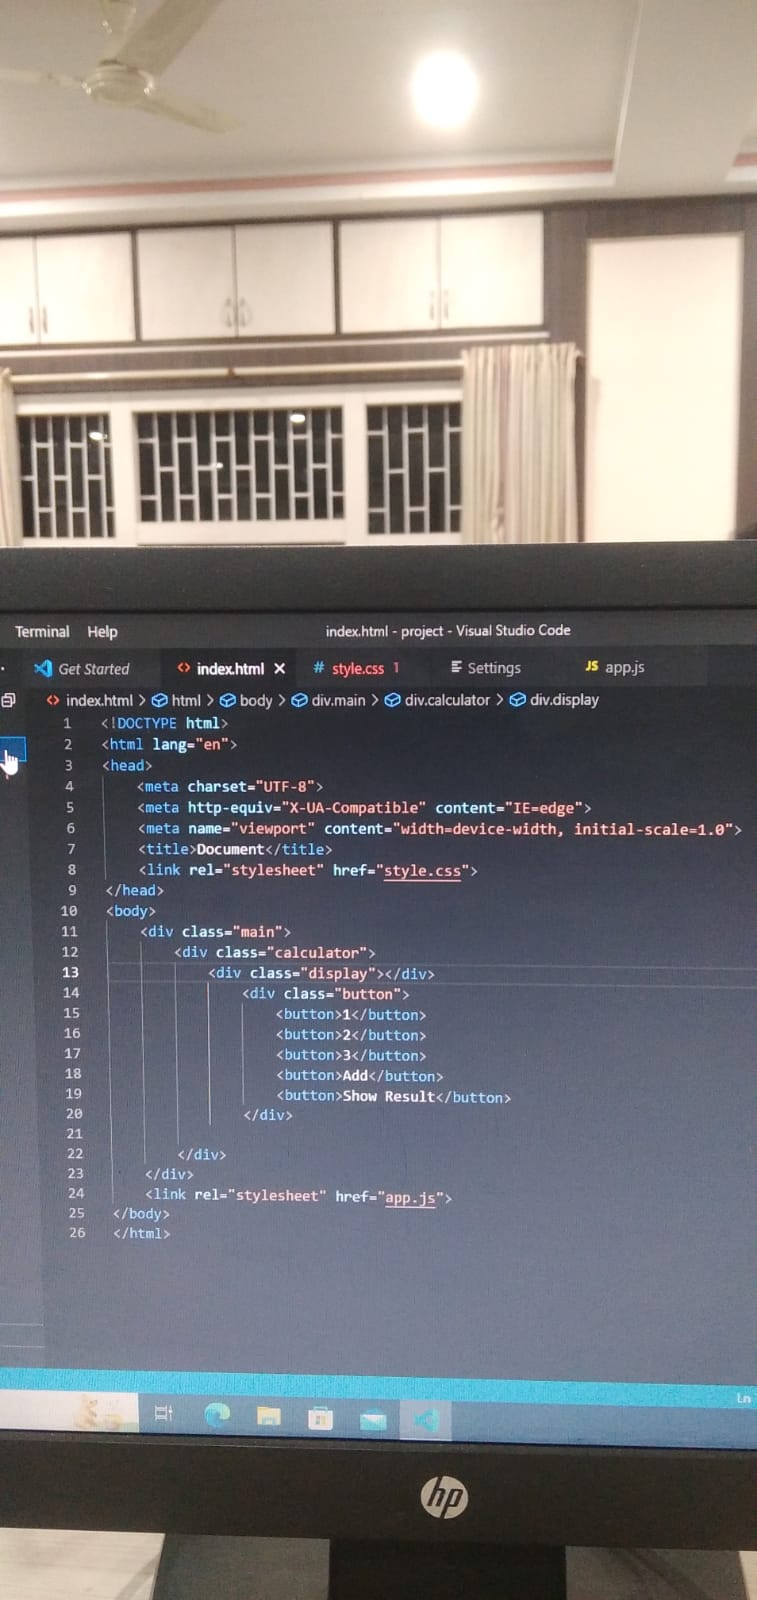 Terminal Help index.html - project - Visual Studio Code
Get Started <> index.html × # style.css 1 Settings JS app.js
<> index.html > html > body > div.main > div.calculator > div.display
1 <!DOCTYPE html>
2 <html lang="en">
3 <head>
4 <meta charset="UTF-8">
5 <meta http-equiv="X-UA-Compatible" content="IE=edge">
6 <meta name="viewport" content="width=device-width, initial-scale=1.0">
7 <title>Document</title>
8 <link rel="stylesheet" href="style.css">
9 </head>
10 <body>
11 <div class="main">
12 <div class="calculator">
13 <div class="display"></div>
14 <div class="button">
15 <button>1</button>
16 <button>2</button>
17 <button>3</button>
18 <button>Add</button>
19 <button>Show Result</button>
20 </div>
21
22 </div>
23 </div>
24 <link rel="stylesheet" href="app.js">
25 </body>
26 </html>
Ln
hp